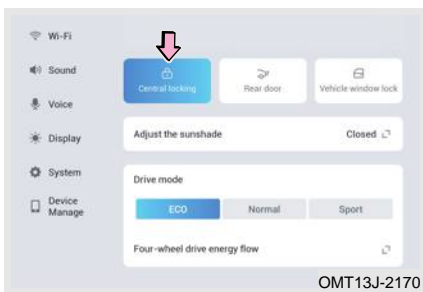 Wi-Fi
Sound
Voice
Display
System
Device
Manage
Central locking
Rear door
Vehicle window lock
Adjust the sunshade
Closed
Drive mode
ECO
Normal
Sport
Four-wheel drive energy flow
OMT13J-2170